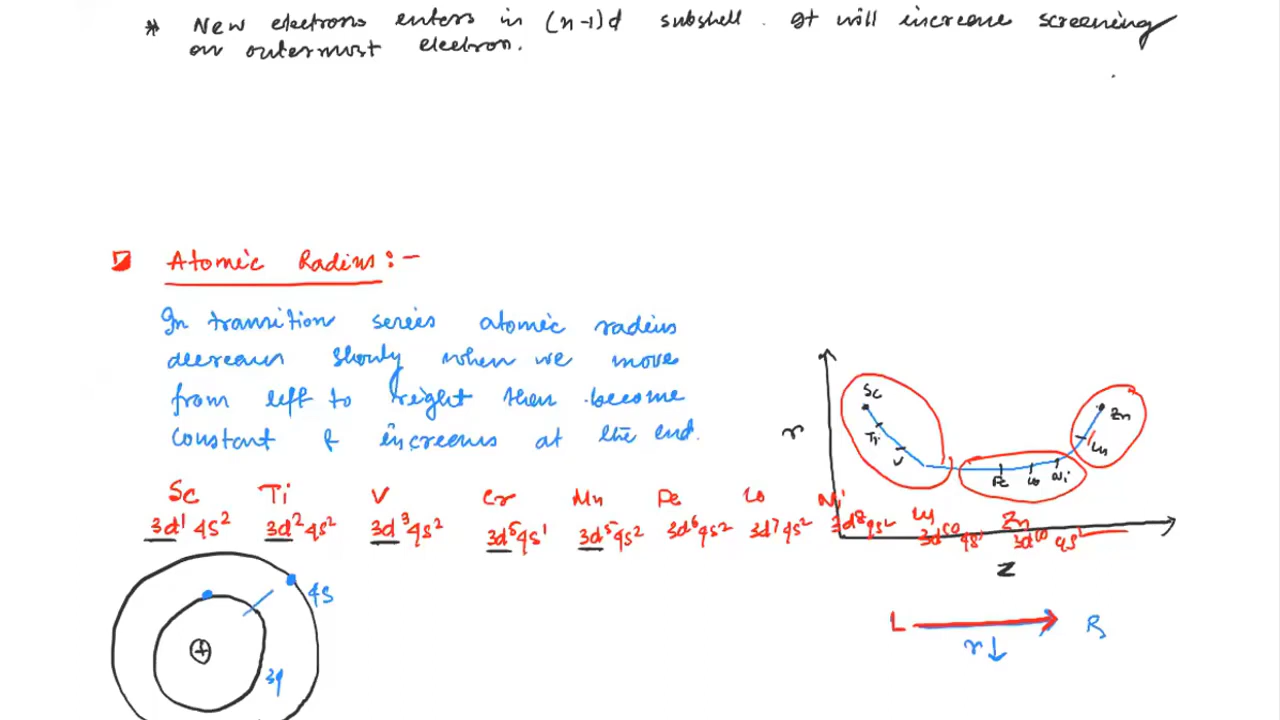 * New electrons enters in (n-1)d subshell. It will increase screening
on outermost electron.
Atomic Radius:-
In transition series atomic radius
decreases slowly when we move
from left to right then become
constant & increases at the end.
Sc Ti V Cr Mn Fe Co Ni Cu Zn
3d¹4s² 3d²4s² 3d³4s² 3d⁵4s¹ 3d⁵4s² 3d⁶4s² 3d⁷4s² 3d⁸4s² 3d¹⁰4s¹ 3d¹⁰4s²
4s
+
r
Sc
Ti
V
Fe Co Ni
Cu
Zn
Z
L R
r↓